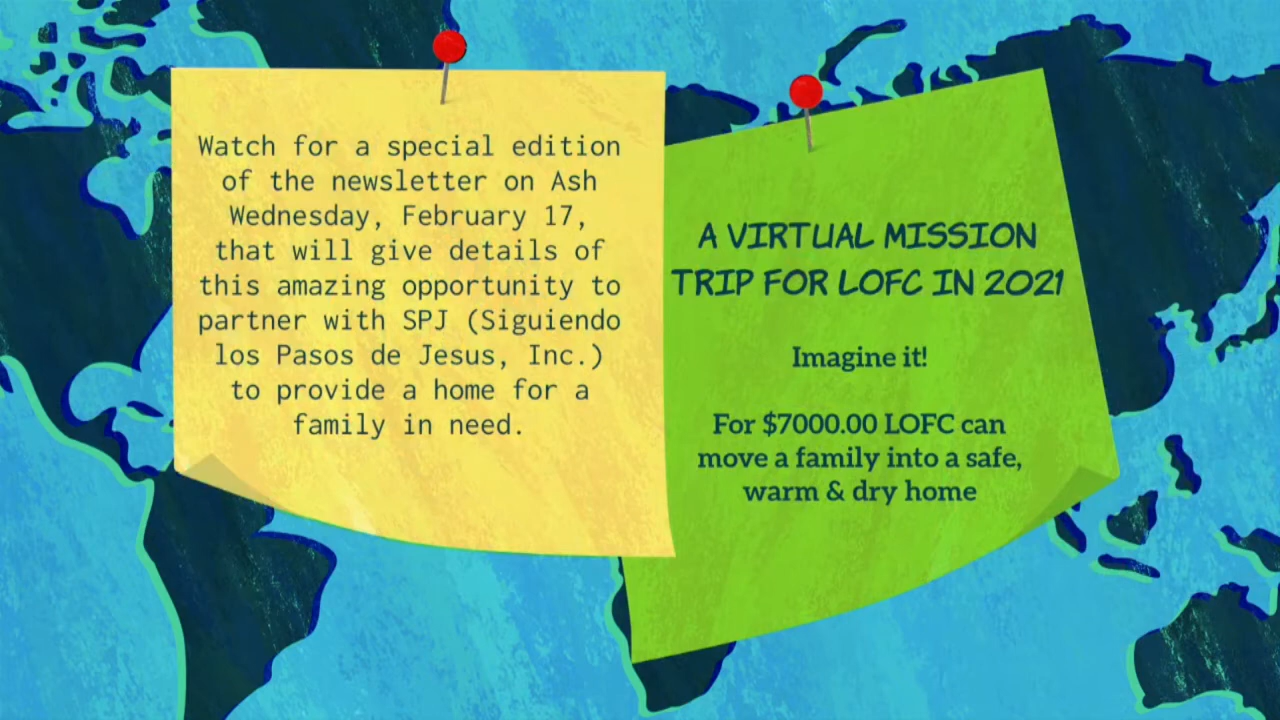 Watch for a special edition
of the newsletter on Ash
Wednesday, February 17,
that will give details of
this amazing opportunity to
partner with SPJ (Siguiendo
los Pasos de Jesus, Inc.)
to provide a home for a
family in need.
A VIRTUAL MISSION
TRIP FOR LOFC IN 2021
Imagine it!
For $7000.00 LOFC can
move a family into a safe,
warm & dry home